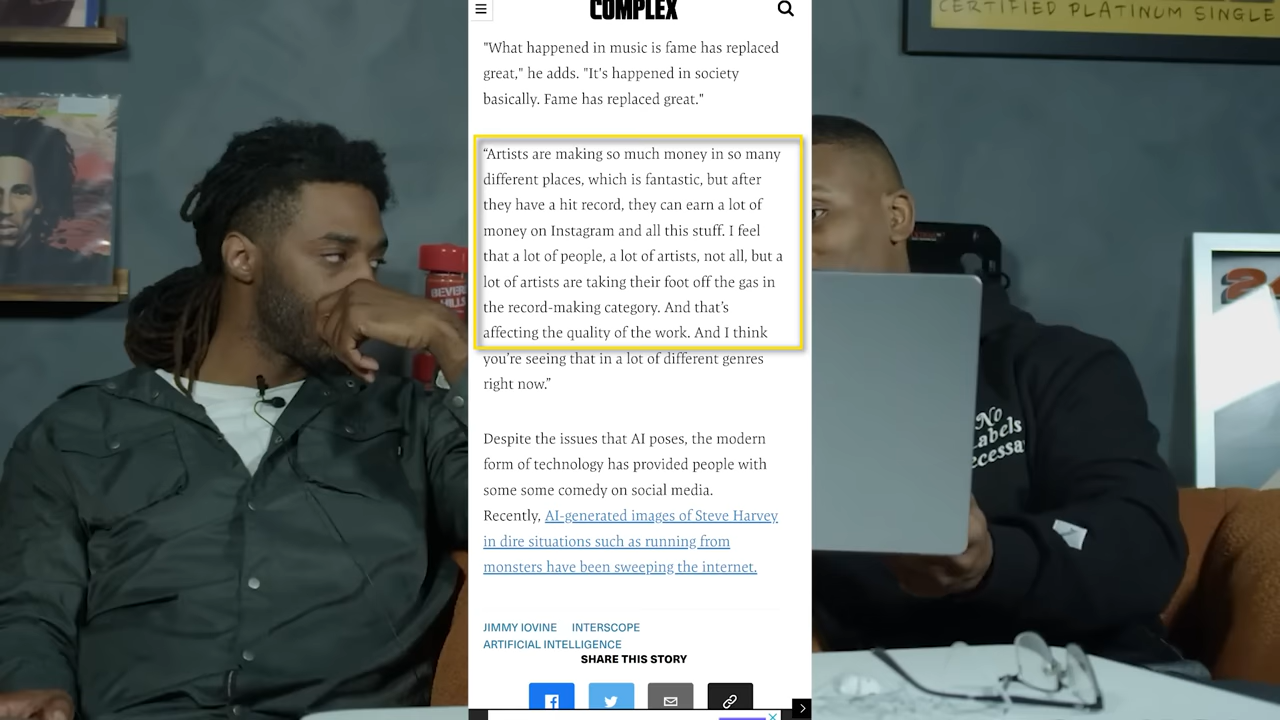 COMPLEX
CERTIFIED PLATINUM SINGLE
"What happened in music is fame has replaced
great," he adds. "It's happened in society
basically. Fame has replaced great."
“Artists are making so much money in so many
different places, which is fantastic, but after
they have a hit record, they can earn a lot of
money on Instagram and all this stuff. I feel
that a lot of people, a lot of artists, not all, but a
lot of artists are taking their foot off the gas in
the record-making category. And that’s
affecting the quality of the work. And I think
you’re seeing that in a lot of different genres
right now.”
Despite the issues that AI poses, the modern
form of technology has provided people with
some some comedy on social media.
Recently, AI-generated images of Steve Harvey
in dire situations such as running from
monsters have been sweeping the internet.
JIMMY IOVINE INTERSCOPE
ARTIFICIAL INTELLIGENCE
SHARE THIS STORY
BEVERLY
HILLS
No
Labels
Necessary